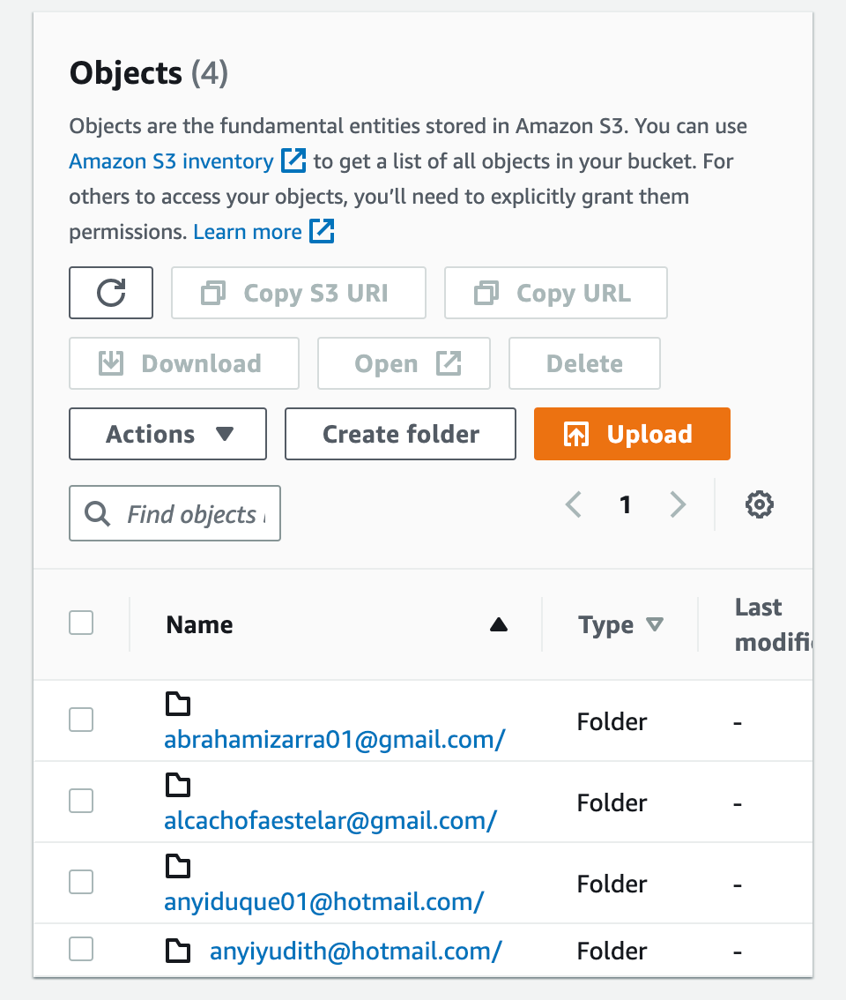 Objects (4)
Objects are the fundamental entities stored in Amazon S3. You can use
Amazon S3 inventory to get a list of all objects in your bucket. For
others to access your objects, you’ll need to explicitly grant them
permissions. Learn more
Copy S3 URI Copy URL
Download Open Delete
Actions Create folder Upload
Find objects 1
Name Type Last
modifi
abrahamizarra01@gmail.com/ Folder -
alcachofaestelar@gmail.com/ Folder -
anyiduque01@hotmail.com/ Folder -
anyiyudith@hotmail.com/ Folder -